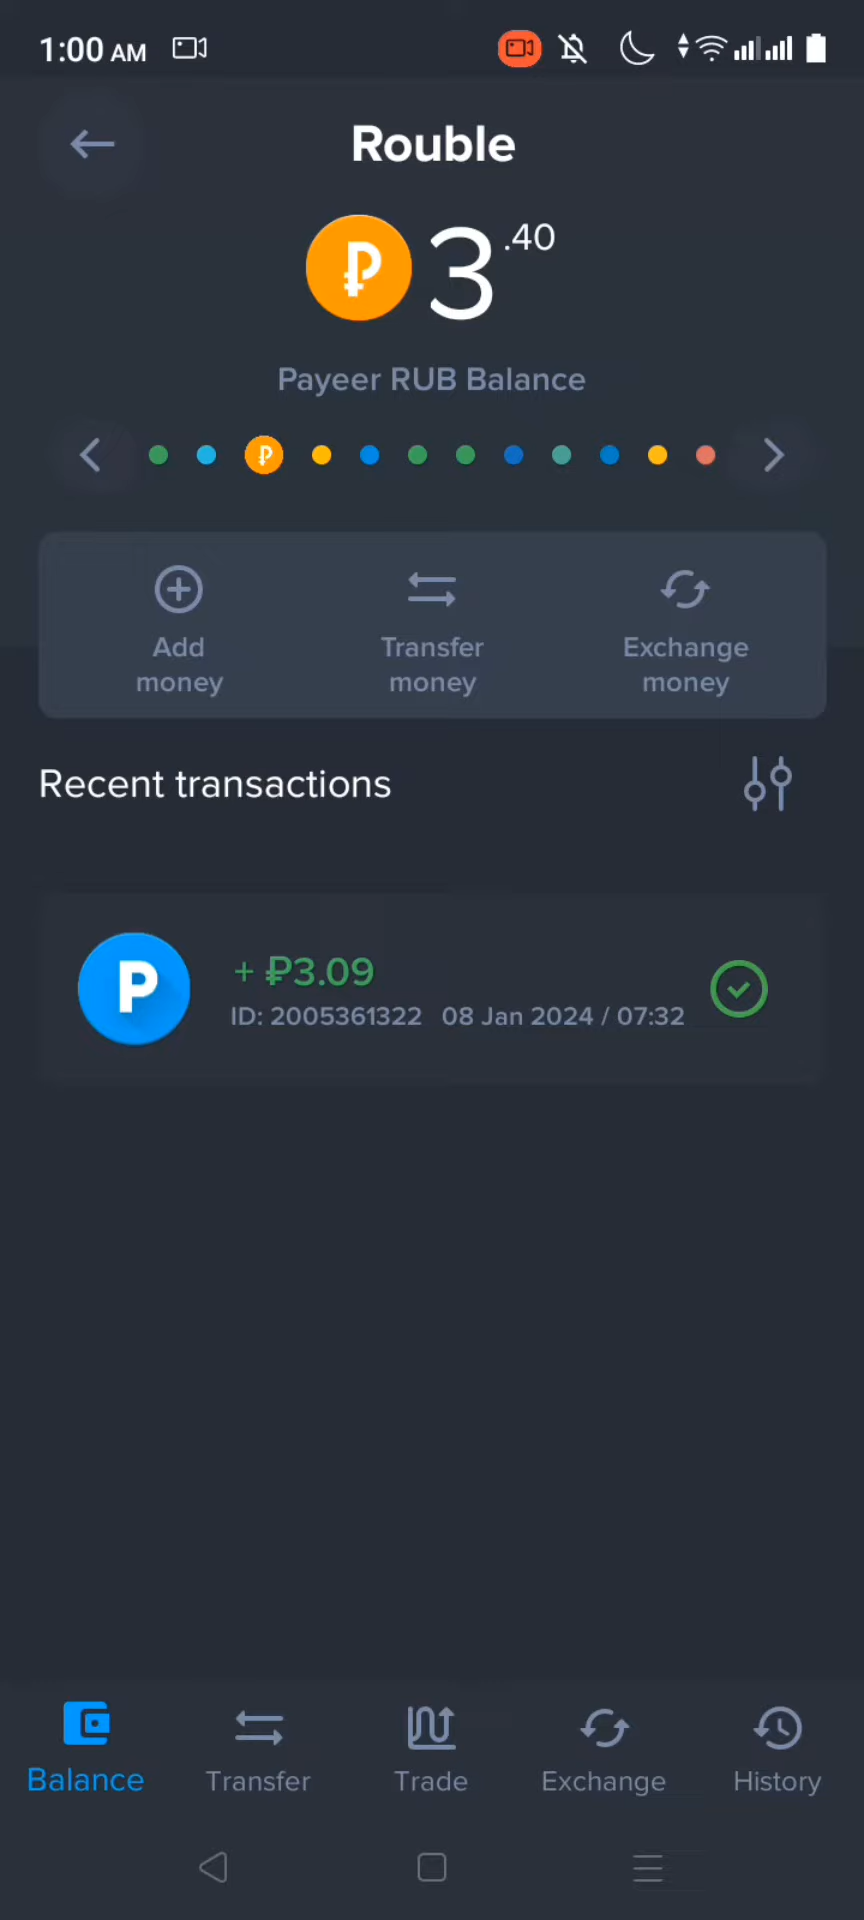 1:00 AM
Rouble
3.40
Payeer RUB Balance
Add money
Transfer money
Exchange money
Recent transactions
+ ₽3.09
ID: 2005361322 08 Jan 2024 / 07:32
Balance
Transfer
Trade
Exchange
History